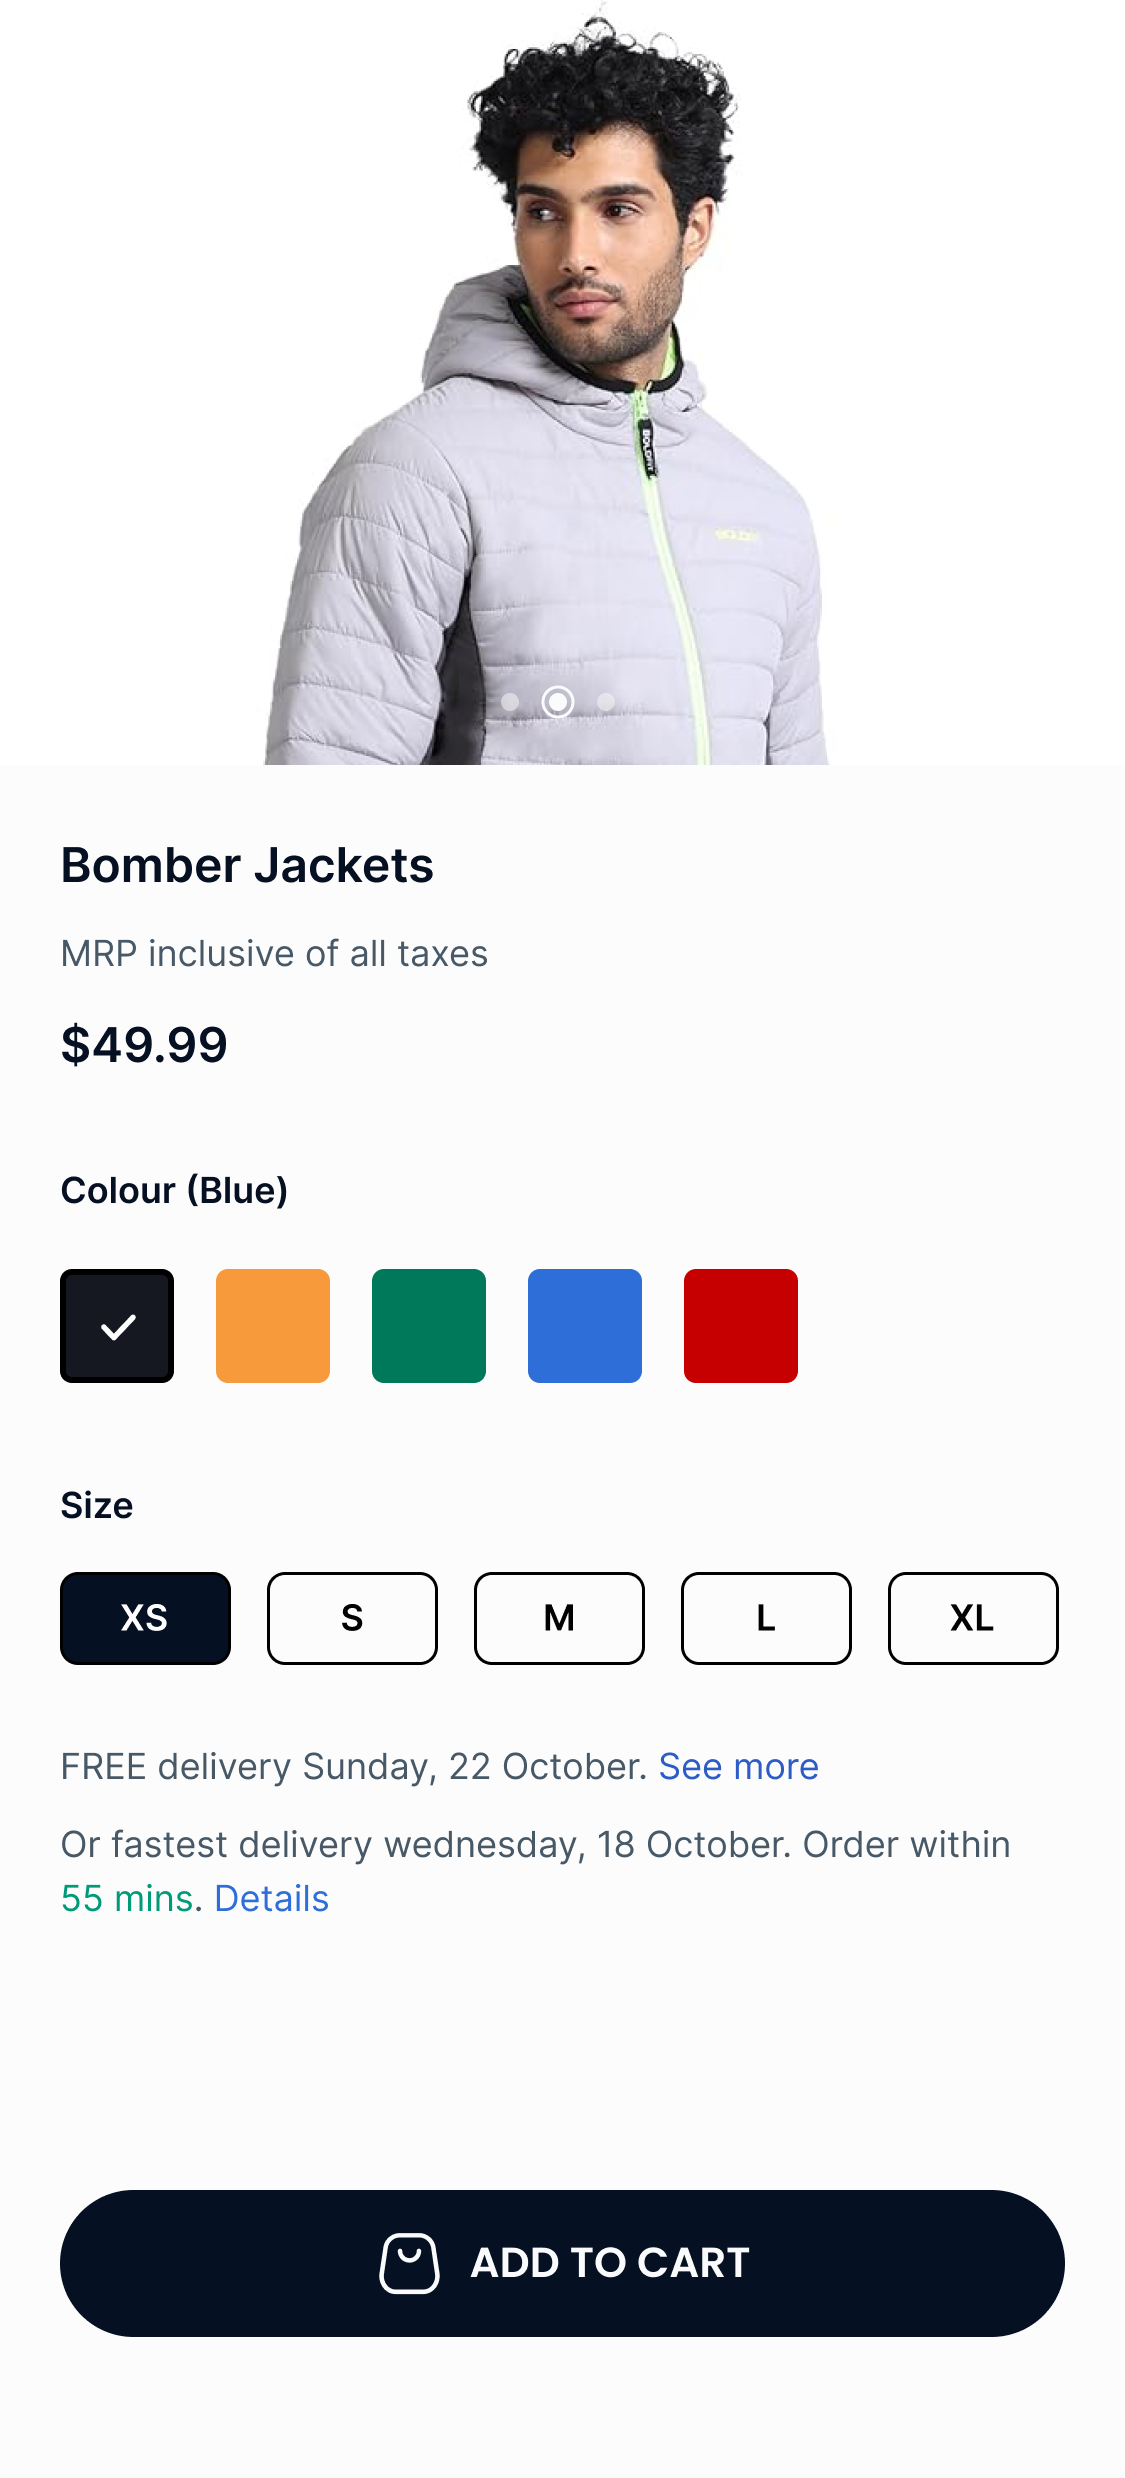 BOLDFIT
Bomber Jackets
MRP inclusive of all taxes
$49.99
Colour (Blue)
Size
XS S M L XL
FREE delivery Sunday, 22 October. See more
Or fastest delivery wednesday, 18 October. Order within
55 mins. Details
ADD TO CART